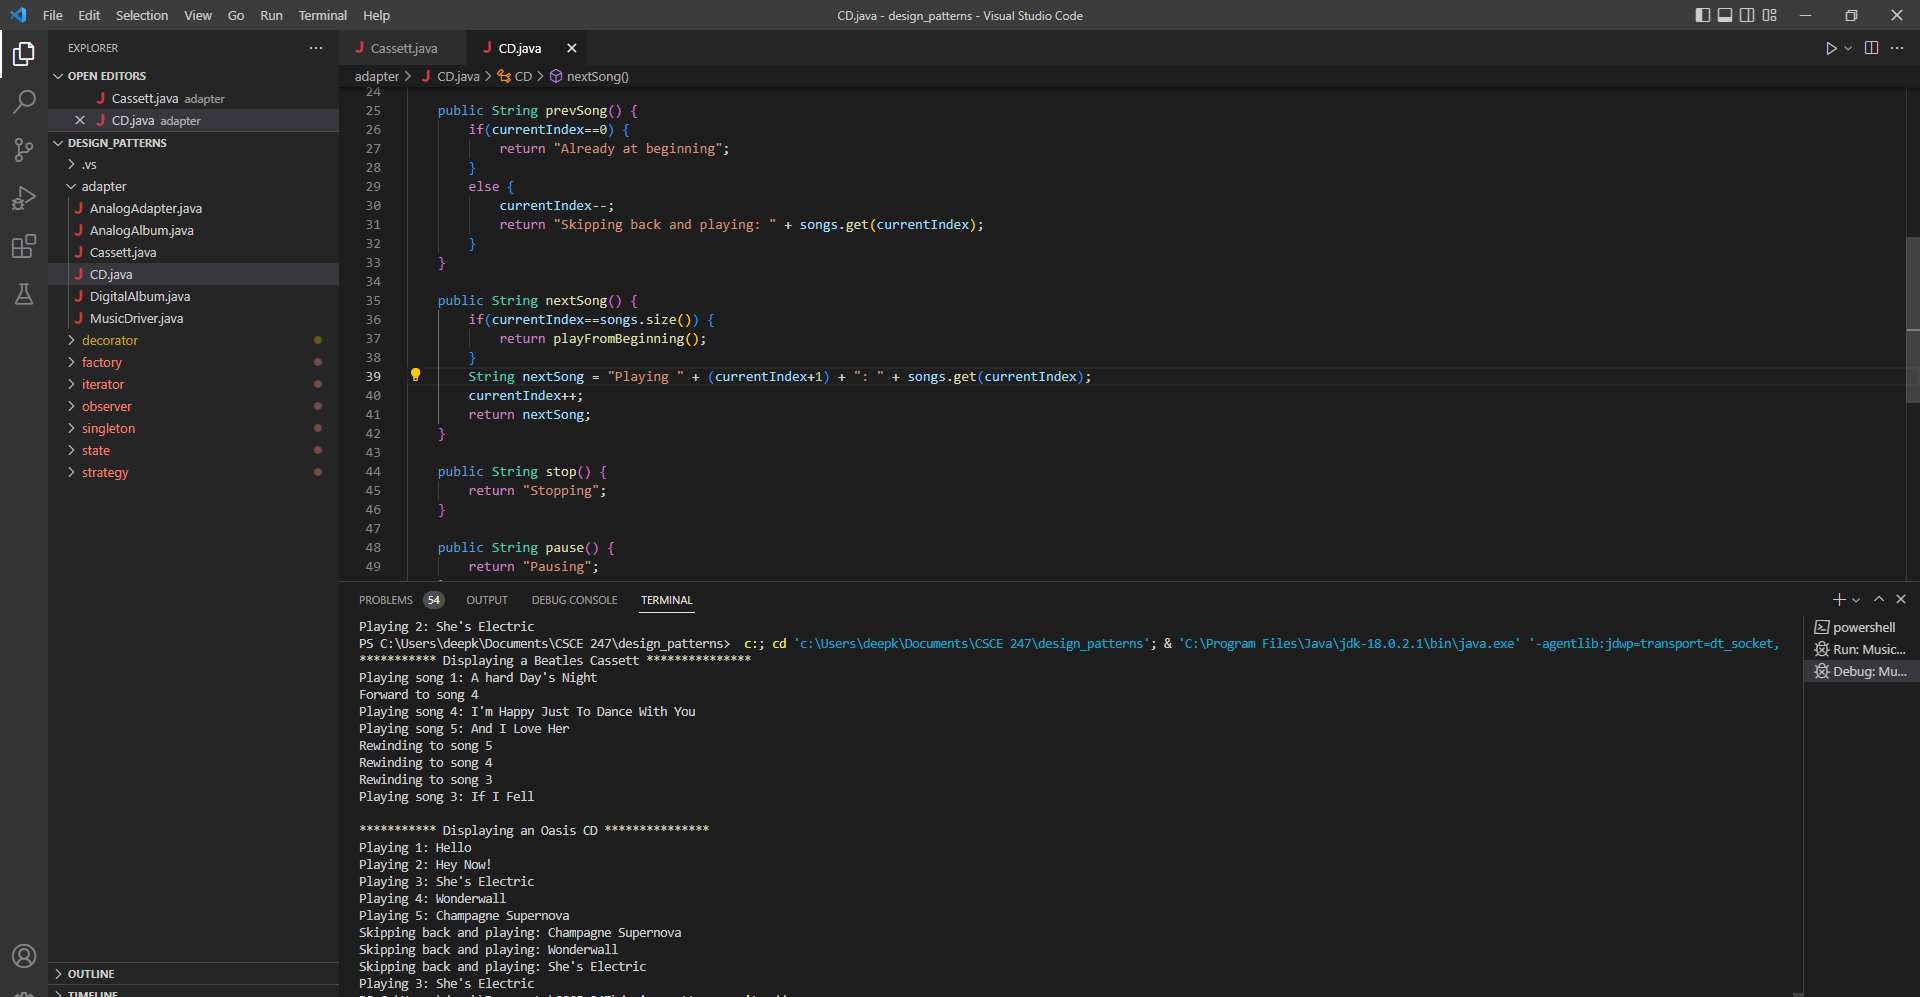 File Edit Selection View Go Run Terminal Help
CD.java - design_patterns - Visual Studio Code
EXPLORER
OPEN EDITORS
Cassett.java adapter
CD.java adapter
DESIGN_PATTERNS
.vs
adapter
AnalogAdapter.java
AnalogAlbum.java
Cassett.java
CD.java
DigitalAlbum.java
MusicDriver.java
decorator
factory
iterator
observer
singleton
state
strategy
OUTLINE
TIMELINE
Cassett.java CD.java
adapter > CD.java > CD > nextSong()
24
25 public String prevSong() {
26 if(currentIndex==0) {
27 return "Already at beginning";
28 }
29 else {
30 currentIndex--;
31 return "Skipping back and playing: " + songs.get(currentIndex);
32 }
33 }
34
35 public String nextSong() {
36 if(currentIndex==songs.size()) {
37 return playFromBeginning();
38 }
39 String nextSong = "Playing " + (currentIndex+1) + ": " + songs.get(currentIndex);
40 currentIndex++;
41 return nextSong;
42 }
43
44 public String stop() {
45 return "Stopping";
46 }
47
48 public String pause() {
49 return "Pausing";
PROBLEMS 54 OUTPUT DEBUG CONSOLE TERMINAL
Playing 2: She's Electric
PS C:\Users\deepk\Documents\CSCE 247\design_patterns> c:; cd 'c:\Users\deepk\Documents\CSCE 247\design_patterns'; & 'C:\Program Files\Java\jdk-18.0.2.1\bin\java.exe' '-agentlib:jdwp=transport=dt_socket,
*********** Displaying a Beatles Cassett ***************
Playing song 1: A hard Day's Night
Forward to song 4
Playing song 4: I'm Happy Just To Dance With You
Playing song 5: And I Love Her
Rewinding to song 5
Rewinding to song 4
Rewinding to song 3
Playing song 3: If I Fell
*********** Displaying an Oasis CD ***************
Playing 1: Hello
Playing 2: Hey Now!
Playing 3: She's Electric
Playing 4: Wonderwall
Playing 5: Champagne Supernova
Skipping back and playing: Champagne Supernova
Skipping back and playing: Wonderwall
Skipping back and playing: She's Electric
Playing 3: She's Electric
powershell
Run: Music...
Debug: Mu...